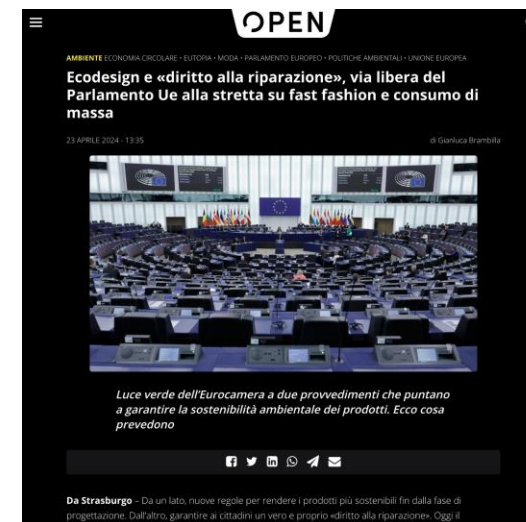 OPEN
AMBIENTE ECONOMIA CIRCOLARE • EUTOPIA • MODA • PARLAMENTO EUROPEO • POLITICHE AMBIENTALI • UNIONE EUROPEA
Ecodesign e «diritto alla riparazione», via libera del
Parlamento Ue alla stretta su fast fashion e consumo di
massa
23 APRILE 2024 - 13:35
di Gianluca Brambilla
Luce verde dell'Eurocamera a due provvedimenti che puntano
a garantire la sostenibilità ambientale dei prodotti. Ecco cosa
prevedono
Da Strasburgo – Da un lato, nuove regole per rendere i prodotti più sostenibili fin dalla fase di
progettazione. Dall'altro, garantire ai cittadini un vero e proprio «diritto alla riparazione». Oggi il